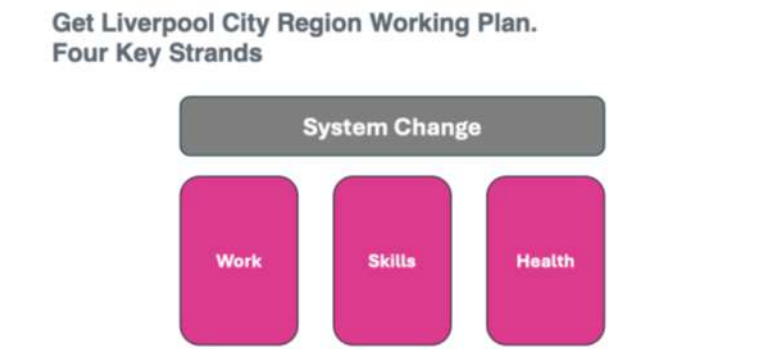 Get Liverpool City Region Working Plan.
Four Key Strands
System Change
Work
Skills
Health